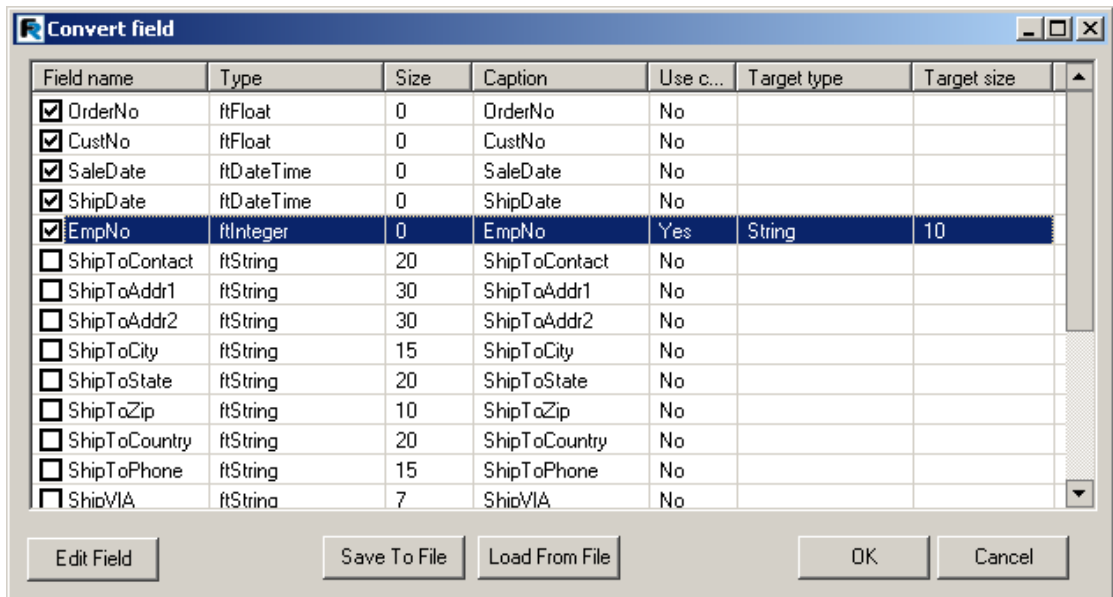 Convert field
Field name Type Size Caption Use c... Target type Target size
OrderNo ftFloat 0 OrderNo No
CustNo ftFloat 0 CustNo No
SaleDate ftDateTime 0 SaleDate No
ShipDate ftDateTime 0 ShipDate No
EmpNo ftInteger 0 EmpNo Yes String 10
ShipToContact ftString 20 ShipToContact No
ShipToAddr1 ftString 30 ShipToAddr1 No
ShipToAddr2 ftString 30 ShipToAddr2 No
ShipToCity ftString 15 ShipToCity No
ShipToState ftString 20 ShipToState No
ShipToZip ftString 10 ShipToZip No
ShipToCountry ftString 20 ShipToCountry No
ShipToPhone ftString 15 ShipToPhone No
ShipVIA ftString 7 ShipVIA No
Edit Field Save To File Load From File OK Cancel